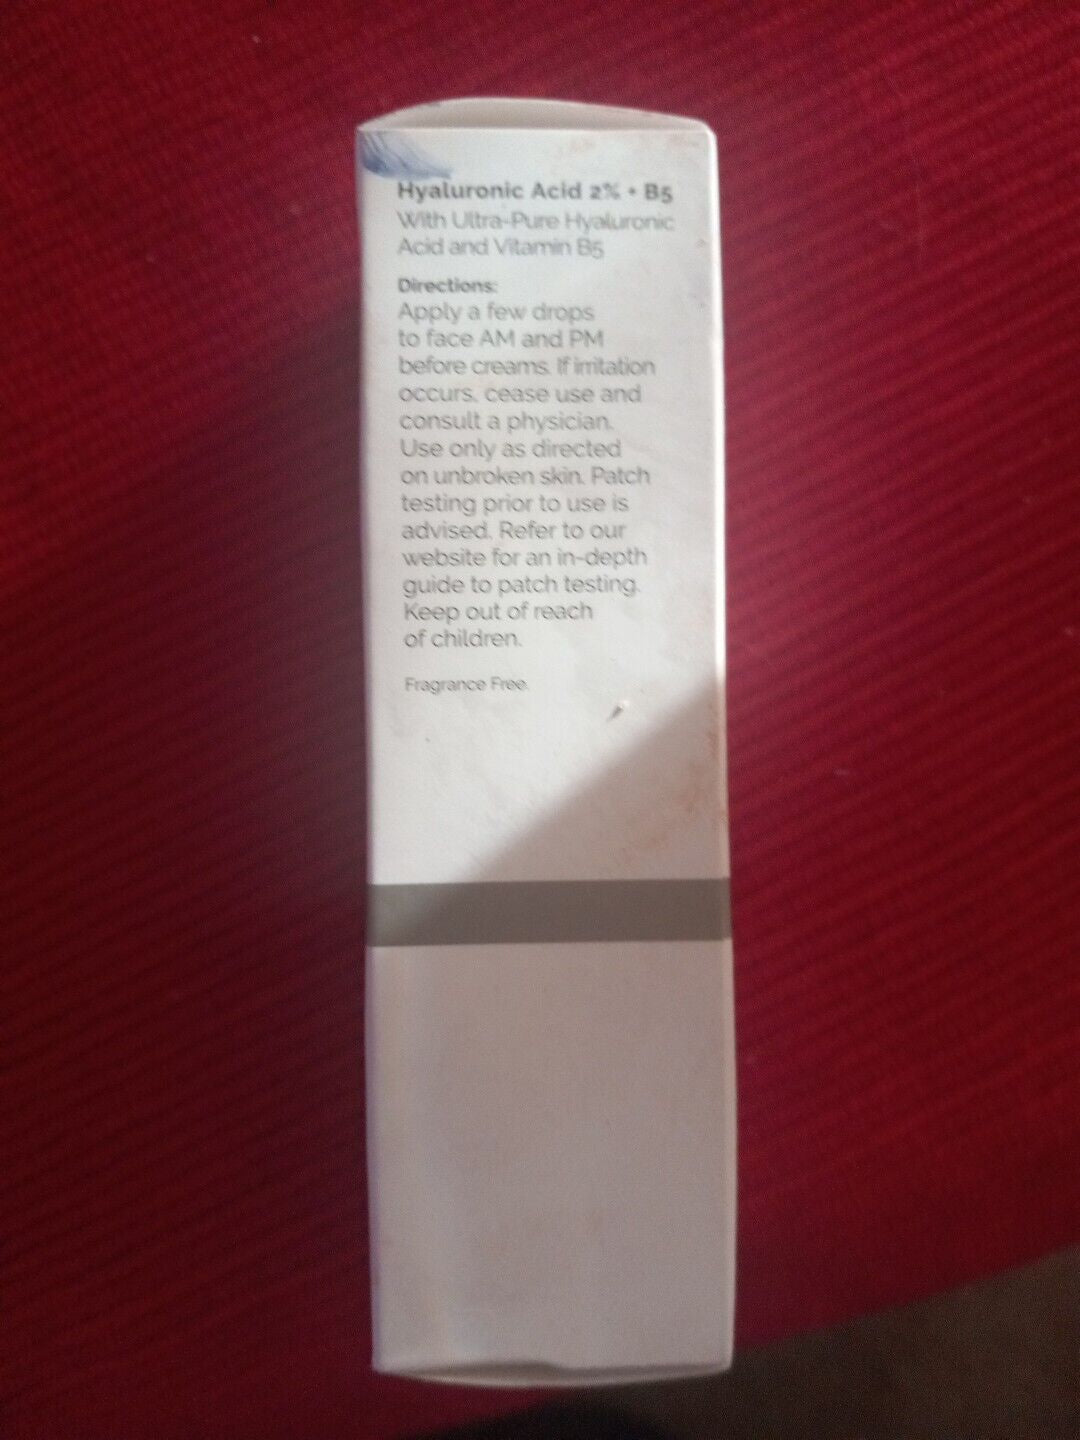 Hyaluronic Acid 2% + B5
With Ultra-Pure Hyaluronic
Acid and Vitamin B5
Directions:
Apply a few drops
to face AM and PM
before creams. If irritation
occurs, cease use and
consult a physician.
Use only as directed
on unbroken skin. Patch
testing prior to use is
advised. Refer to our
website for an in-depth
guide to patch testing.
Keep out of reach
of children.
Fragrance Free.